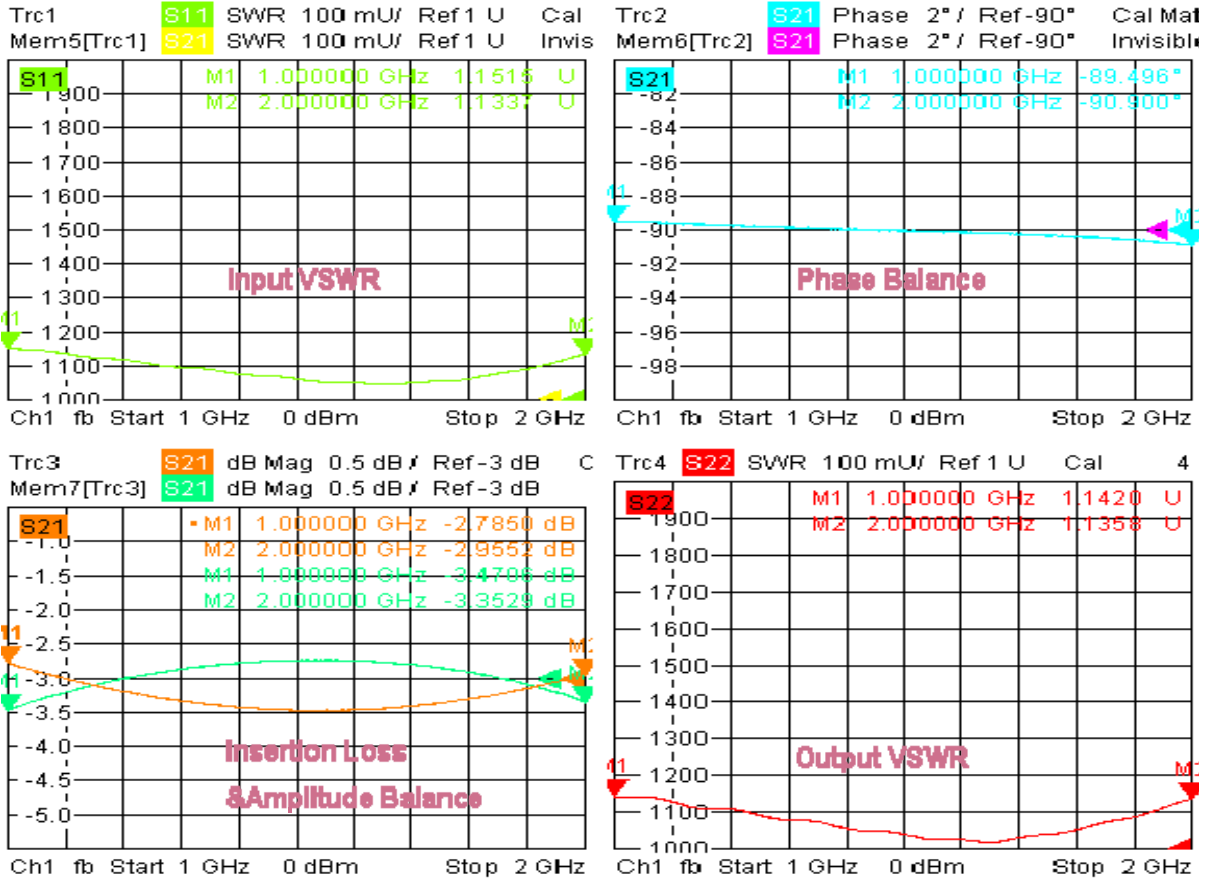 Trc1 S11 SWR 100 mU/ Ref 1 U Cal
Mem5[Trc1] S21 SWR 100 mU/ Ref 1 U Invis
S11
M1 1.000000 GHz 1.1515 U
M2 2.000000 GHz 1.1337 U
1900
1800
1700
1600
1500
1400
1300
1200
1100
1000
M1
Input VSWR
Ch1 fb Start 1 GHz 0 dBm Stop 2 GHz
Trc2 S21 Phase 2°/ Ref -90° Cal Mat
Mem6[Trc2] S21 Phase 2°/ Ref -90° Invisibl
S21
M1 1.000000 GHz -89.496°
M2 2.000000 GHz -90.900°
-82
-84
-86
-88
-90
-92
-94
-96
-98
Phase Balance
Ch1 fb Start 1 GHz 0 dBm Stop 2 GHz
Trc3 S21 dB Mag 0.5 dB/ Ref -3 dB C
Mem7[Trc3] S21 dB Mag 0.5 dB/ Ref -3 dB
S21
•M1 1.000000 GHz -2.7850 dB
M2 2.000000 GHz -2.9552 dB
M1 1.000000 GHz -3.4706 dB
M2 2.000000 GHz -3.3529 dB
-1.0
-1.5
-2.0
-2.5
-3.0
-3.5
-4.0
-4.5
-5.0
Insertion Loss
&Amplitude Balance
Ch1 fb Start 1 GHz 0 dBm Stop 2 GHz
Trc4 S22 SWR 100 mU/ Ref 1 U Cal 4
S22
M1 1.000000 GHz 1.1420 U
M2 2.000000 GHz 1.1358 U
1900
1800
1700
1600
1500
1400
1300
1200
1100
1000
Output VSWR
Ch1 fb Start 1 GHz 0 dBm Stop 2 GHz